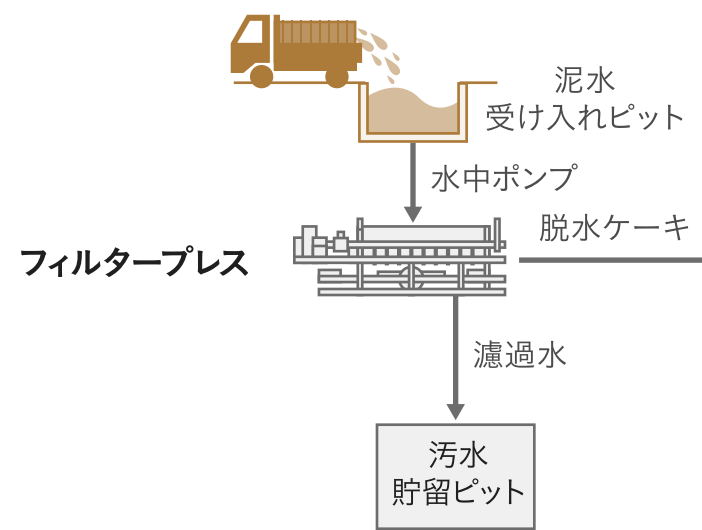 泥水
受け入れピット
水中ポンプ
脱水ケーキ
フィルタープレス
濾過水
汚水
貯留ピット